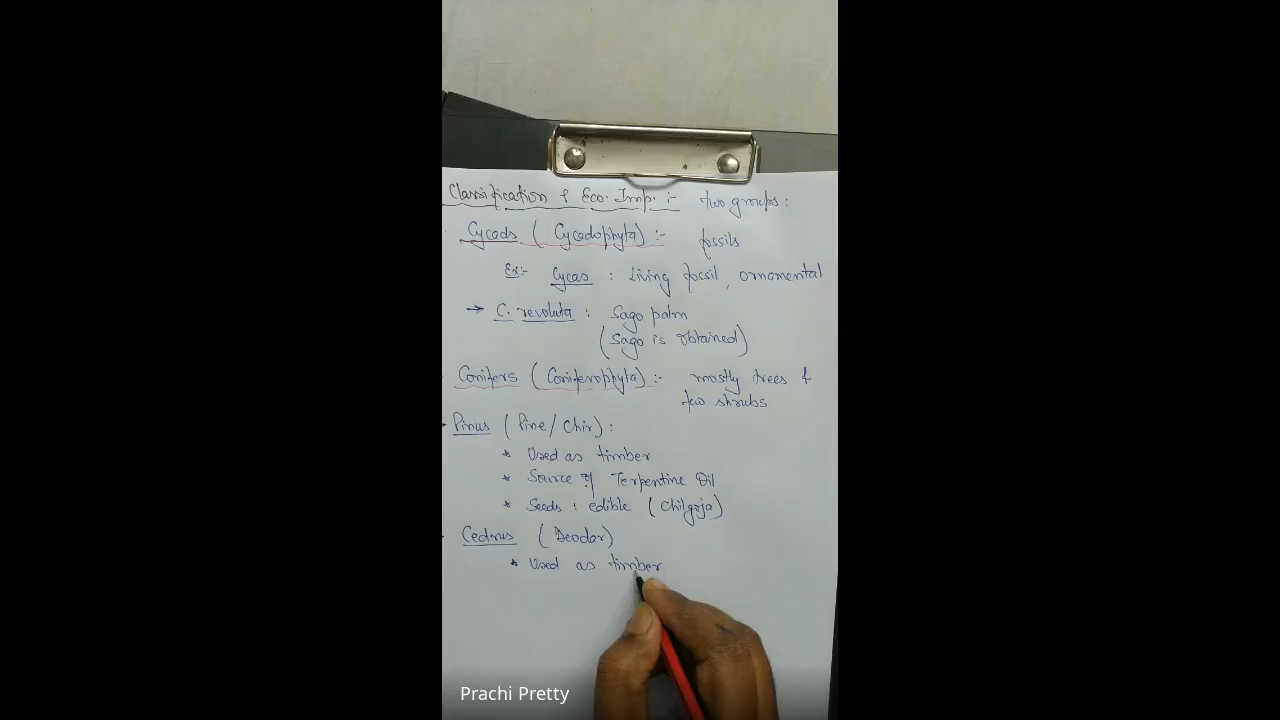 Classification & Eco. Imp. :- two groups:
Cycads (Cycadophyta) :- fossils
Ex:- Cycas : Living fossil, ornamental
→ C. revoluta : Sago palm
(Sago is obtained)
Conifers (Coniferophyta) :- mostly trees &
few shrubs
Pinus (Pine/Chir) :
* Used as timber
* Source of Terpentine Oil
* Seeds : edible (Chilgoja)
Cedrus (Deodar)
* Used as timber
Prachi Pretty